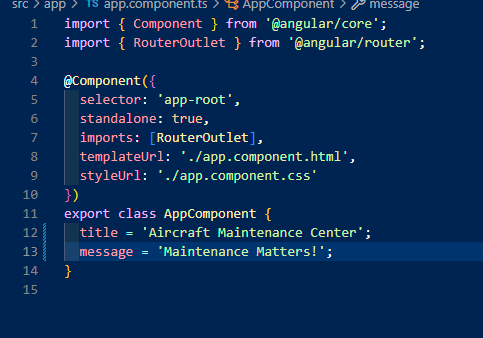 src > app > TS app.component.ts > AppComponent > message
1 import { Component } from '@angular/core';
2 import { RouterOutlet } from '@angular/router';
3
4 @Component({
5 selector: 'app-root',
6 standalone: true,
7 imports: [RouterOutlet],
8 templateUrl: './app.component.html',
9 styleUrl: './app.component.css'
10 })
11 export class AppComponent {
12 title = 'Aircraft Maintenance Center';
13 message = 'Maintenance Matters!';
14 }
15